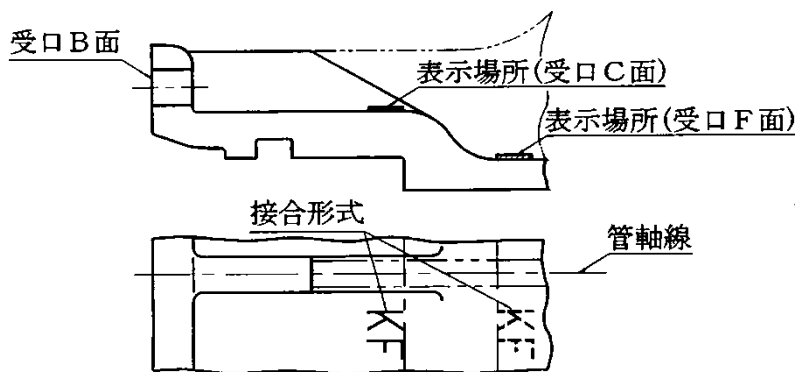 受口B面
表示場所(受口C面)
表示場所(受口F面)
接合形式
管軸線
KF
KF